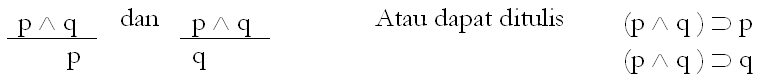 p ∧ q dan p ∧ q Atau dapat ditulis (p ∧ q ) ⊃ p
p q (p ∧ q ) ⊃ q